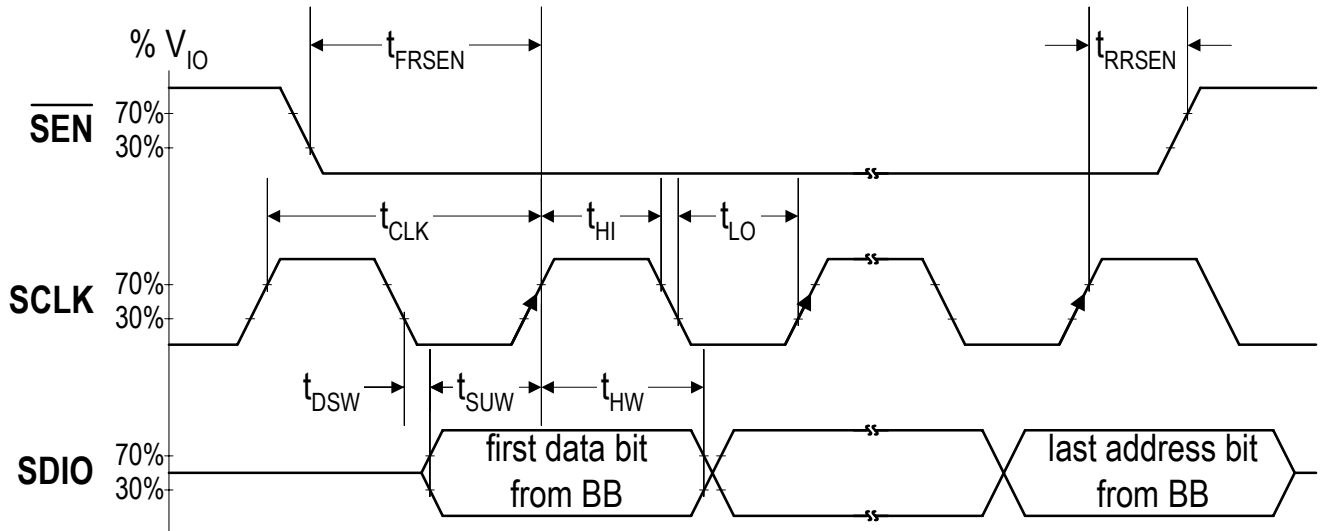 % V_IO
t_FRSEN
t_RRSEN
SEN
70%
30%
t_CLK
t_HI
t_LO
SCLK
70%
30%
t_DSW
t_SUW
t_HW
SDIO
70%
30%
first data bit
from BB
last address bit
from BB